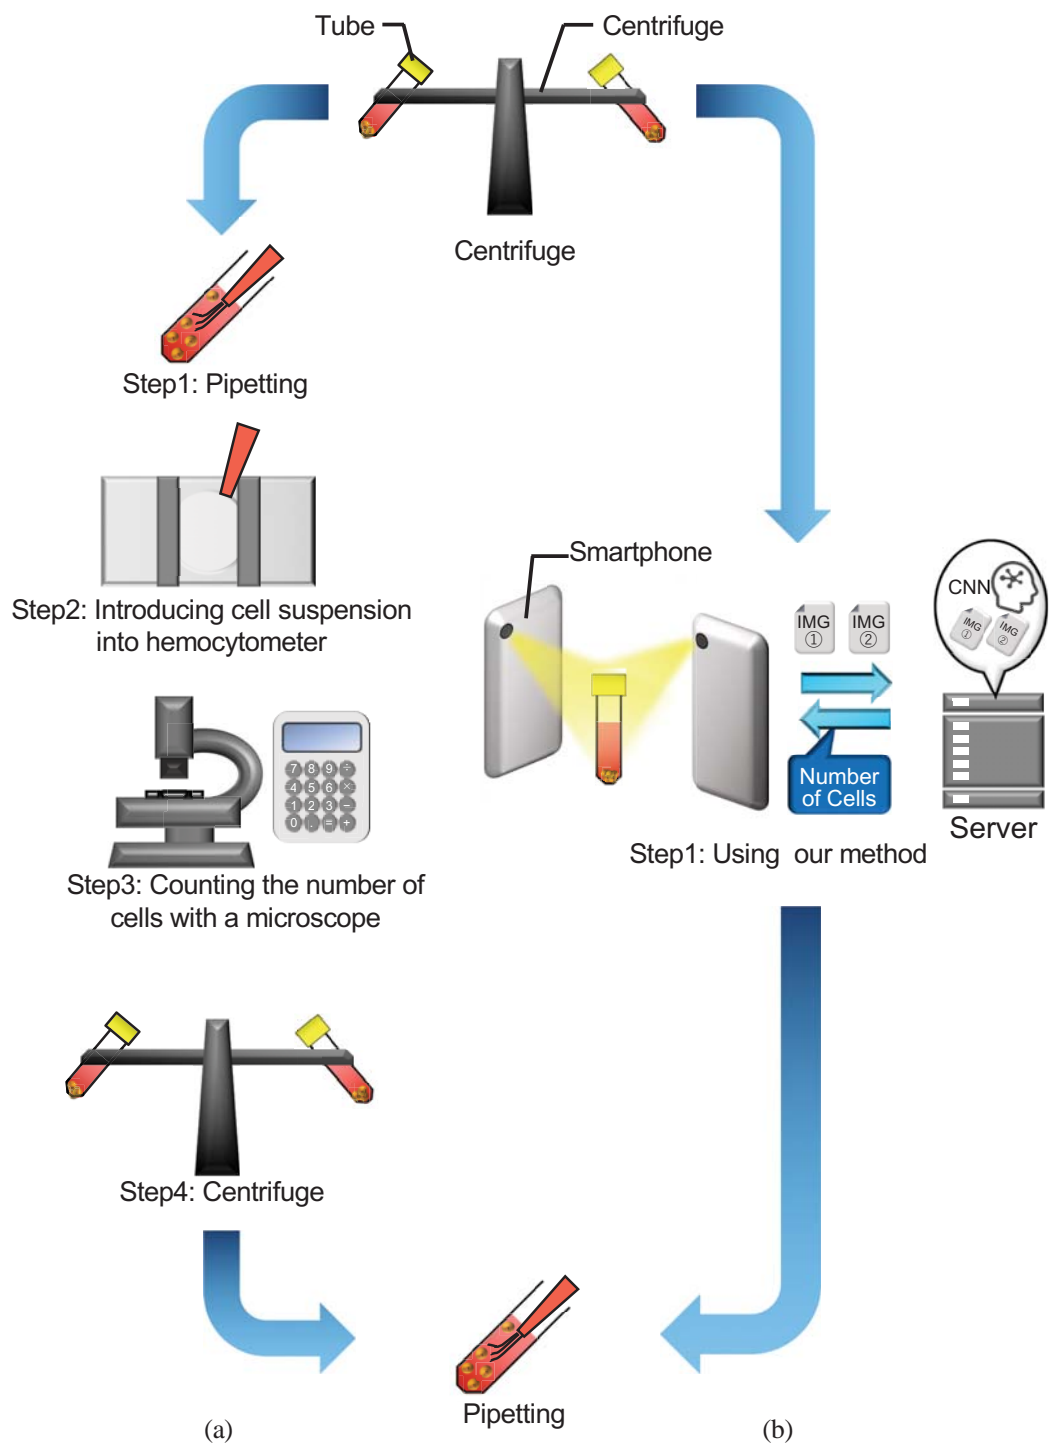 Tube
Centrifuge
Centrifuge
Step1: Pipetting
Step2: Introducing cell suspension
into hemocytometer
7 8 9 ÷
4 5 6 ×
1 2 3 −
0 . = +
Step3: Counting the number of
cells with a microscope
Step4: Centrifuge
Smartphone
IMG
①
IMG
②
CNN
IMG
①
IMG
②
Number
of Cells
Server
Step1: Using our method
Pipetting
(a)
(b)